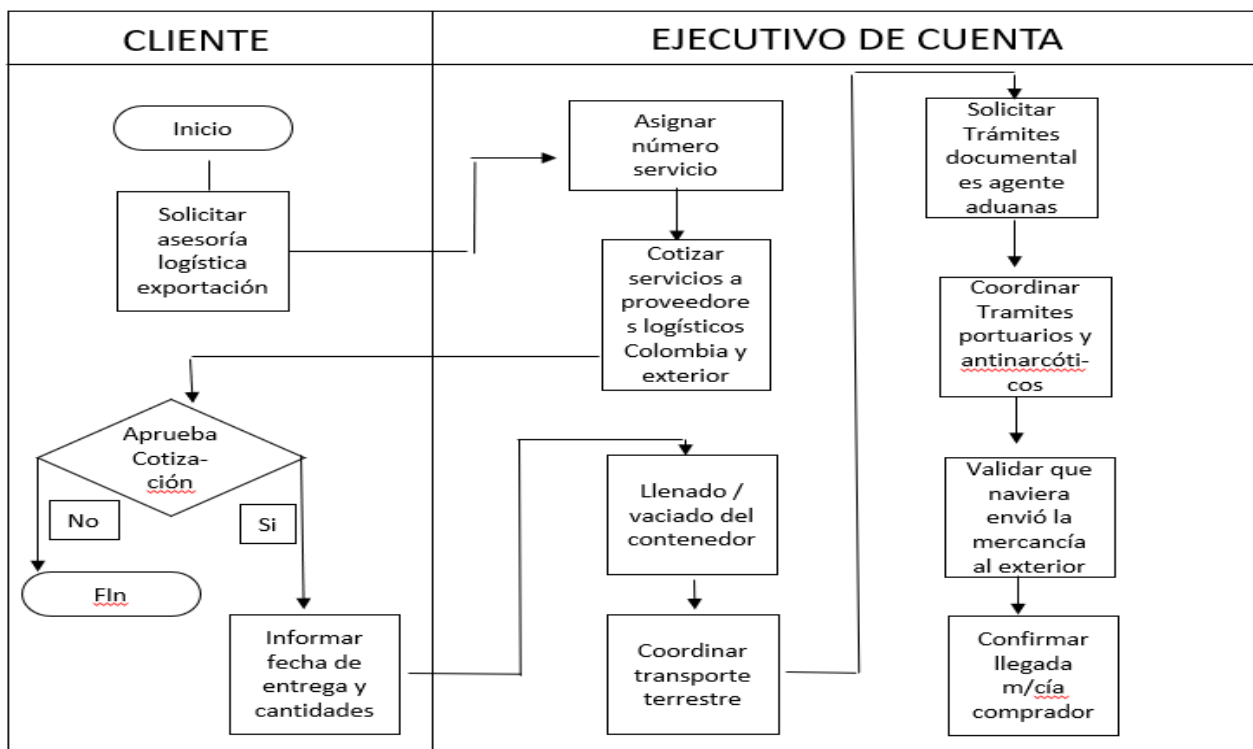 CLIENTE
EJECUTIVO DE CUENTA
Inicio
Solicitar
asesoría
logística
exportación
Asignar
número
servicio
Cotizar
servicios a
proveedore
s logísticos
Colombia y
exterior
Aprueba
Cotiza-
ción
No
Si
FIn
Informar
fecha de
entrega y
cantidades
Llenado /
vaciado del
contenedor
Coordinar
transporte
terrestre
Solicitar
Trámites
documental
es agente
aduanas
Coordinar
Tramites
portuarios y
antinarcóti-
cos
Validar que
naviera
envió la
mercancía
al exterior
Confirmar
llegada
m/cía
comprador